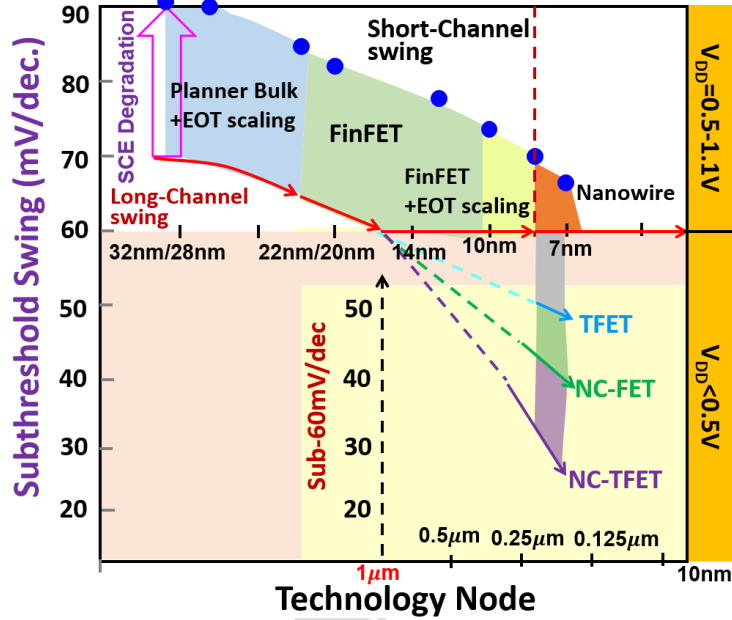 90
80
70
60
50
40
30
20
Subthreshold Swing (mV/dec.)
SCE Degradation
Short-Channel
swing
Planner Bulk
+EOT scaling
FinFET
FinFET
+EOT scaling
Nanowire
Long-Channel
swing
32nm/28nm
22nm/20nm
14nm
10nm
7nm
V_DD=0.5-1.1V
V_DD<0.5V
Sub-60mV/dec
50
40
30
20
TFET
NC-FET
NC-TFET
0.5μm
0.25μm
0.125μm
1μm
10nm
Technology Node